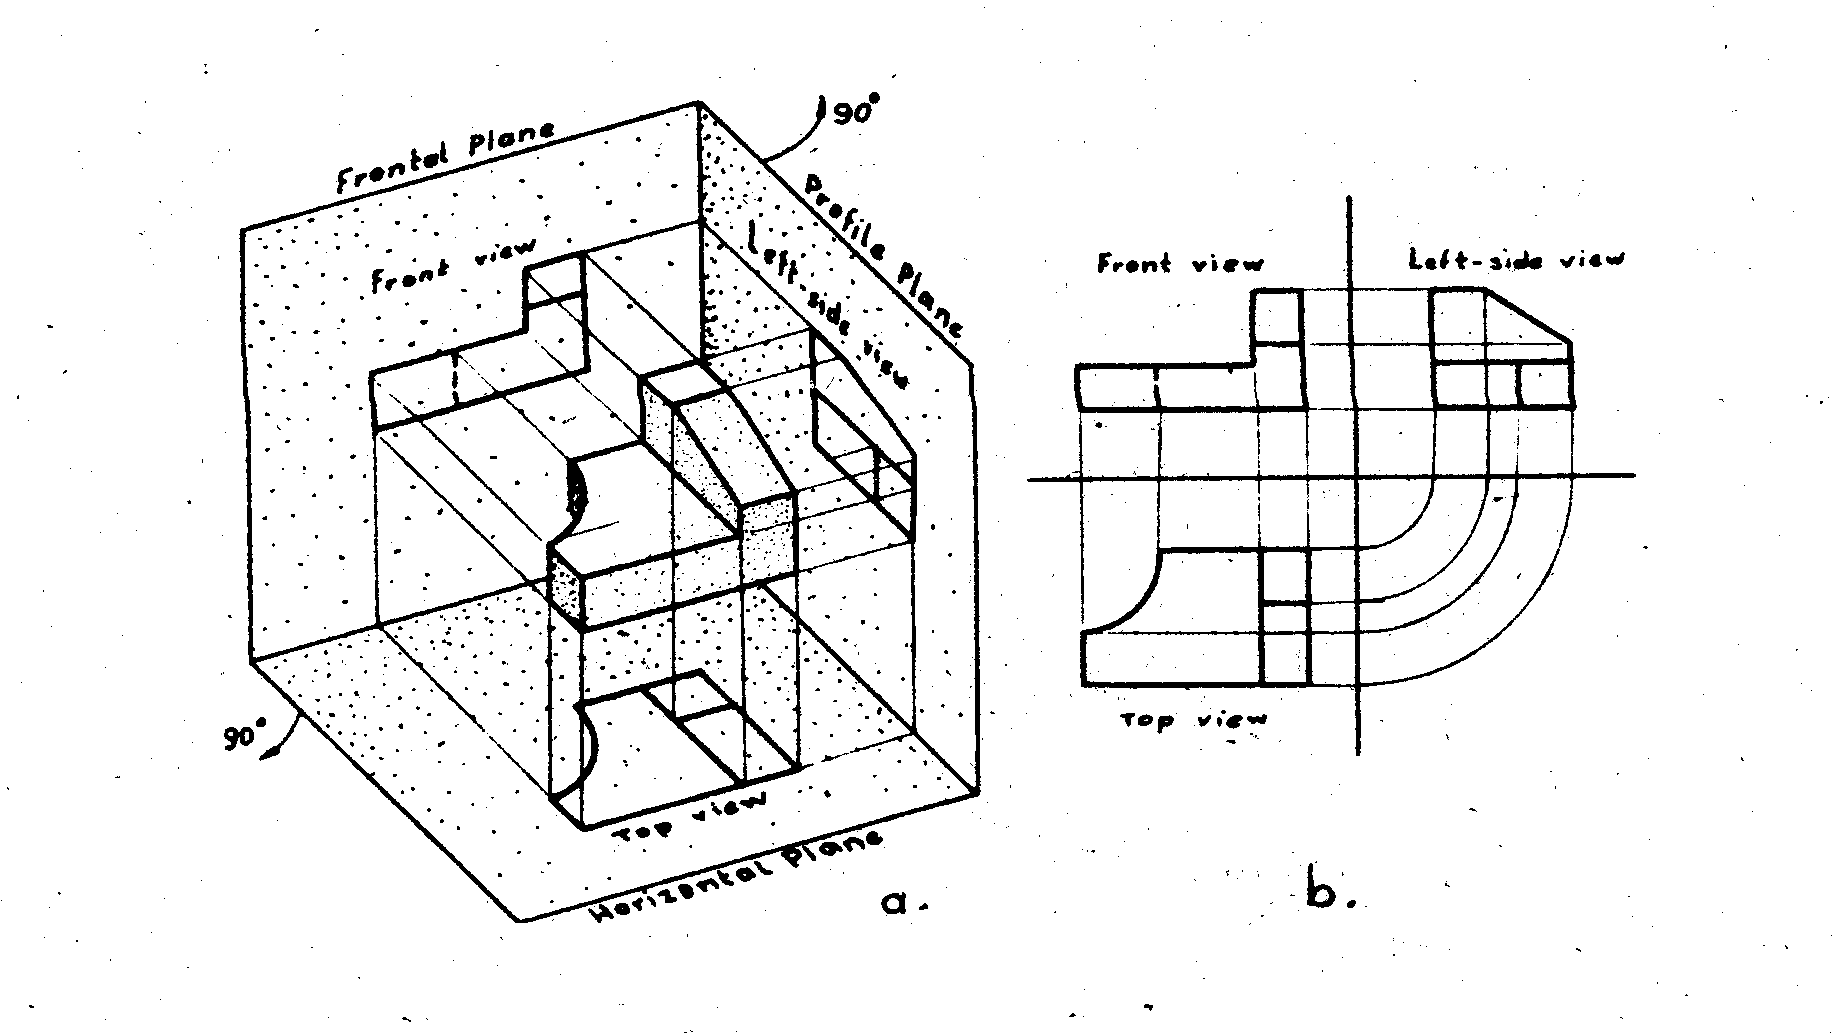 90°
Frontal Plane
Profile Plane
Front view
Left-side view
90°
Top view
Horizontal Plane
a.
Front view
Left-side view
Top view
b.